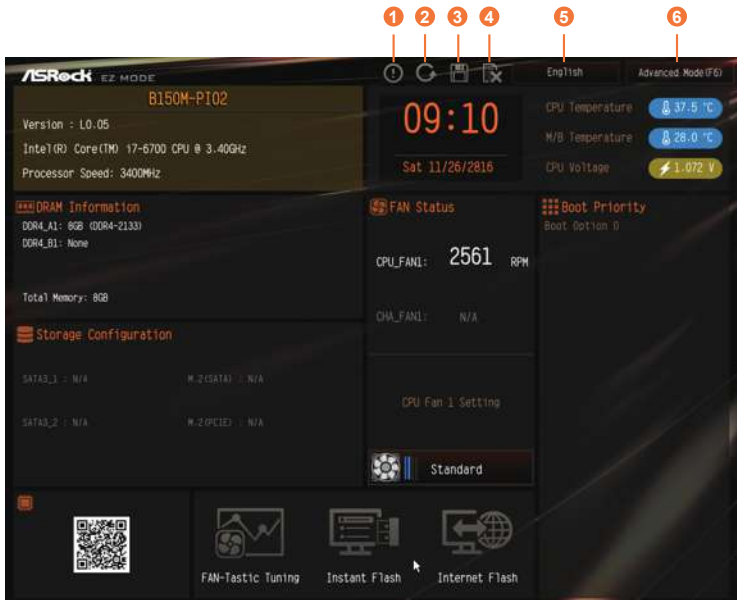 1 2 3 4 5 6
ASRock EZ MODE
English
Advanced Mode(F6)
B150M-PIO2
Version : L0.05
Intel(R) Core(TM) i7-6700 CPU @ 3.40GHz
Processor Speed: 3400MHz
09:10
Sat 11/26/2816
CPU Temperature 37.5 °C
M/B Temperature 28.0 °C
CPU Voltage 1.072 V
DRAM Information
DDR4_A1: 8GB (DDR4-2133)
DDR4_B1: None
Total Memory: 8GB
Storage Configuration
SATA3_1 : N/A M.2(SATA) : N/A
SATA3_2 : N/A M.2(PCIE) : N/A
FAN Status
CPU_FAN1: 2561 RPM
CHA_FAN1: N/A
CPU Fan 1 Setting
Standard
Boot Priority
Boot Option 0
FAN-Tastic Tuning
Instant Flash
Internet Flash